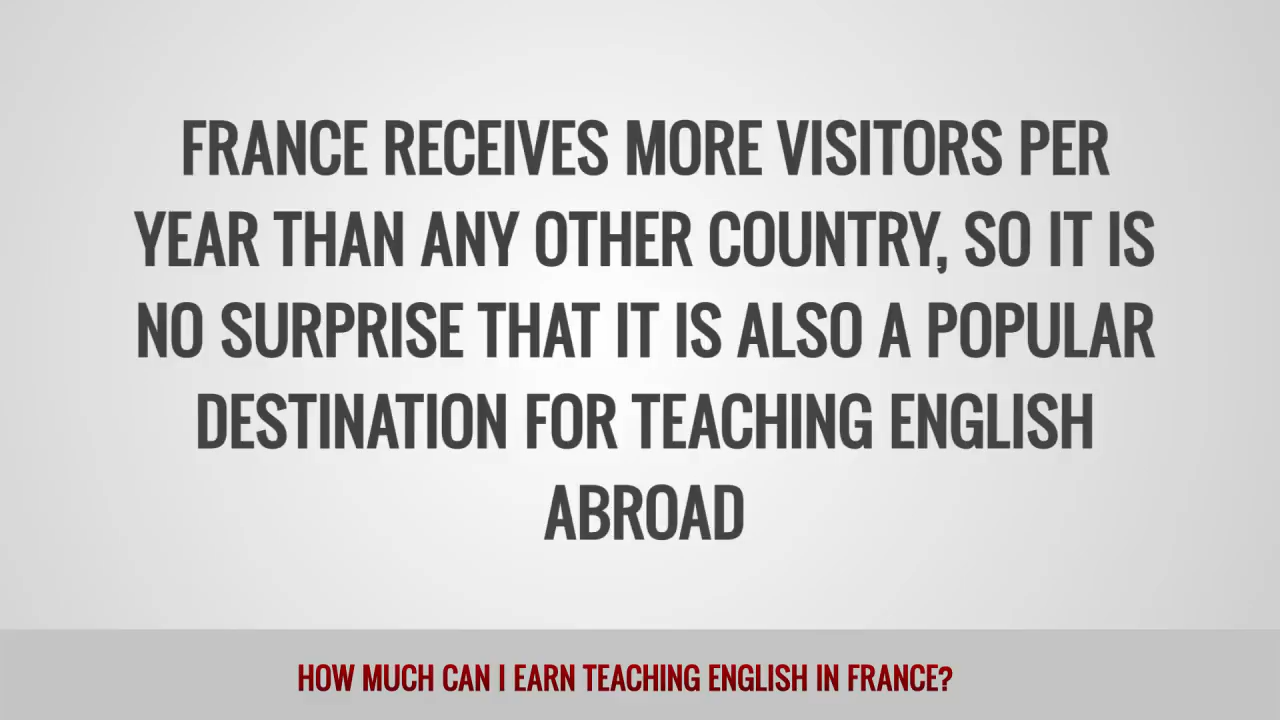 FRANCE RECEIVES MORE VISITORS PER
YEAR THAN ANY OTHER COUNTRY, SO IT IS
NO SURPRISE THAT IT IS ALSO A POPULAR
DESTINATION FOR TEACHING ENGLISH
ABROAD
HOW MUCH CAN I EARN TEACHING ENGLISH IN FRANCE?